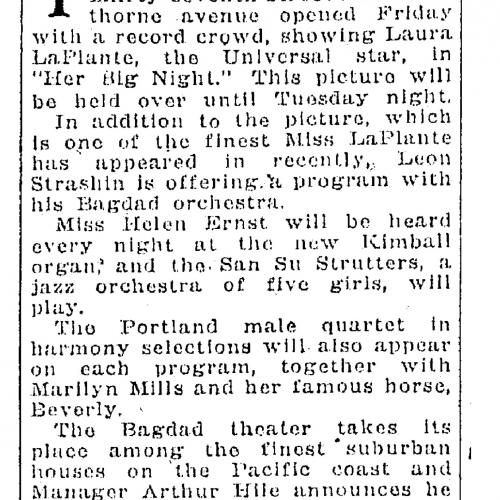 thorne avenue opened Friday
with a record crowd, showing Laura
LaPlante, the Universal star, in
"Her Big Night." This picture will
be held over until Tuesday night.
In addition to the picture, which
is one of the finest Miss LaPlante
has appeared in recently, Leon
Strashin is offering a program with
his Bagdad orchestra.
Miss Helen Ernst will be heard
every night at the new Kimball
organ, and the San Su Strutters, a
jazz orchestra of five girls, will
play.
The Portland male quartet in
harmony selections will also appear
on each program, together with
Marilyn Mills and her famous horse,
Beverly.
The Bagdad theater takes its
place among the finest suburban
houses on the Pacific coast and
Manager Arthur Hile announces he